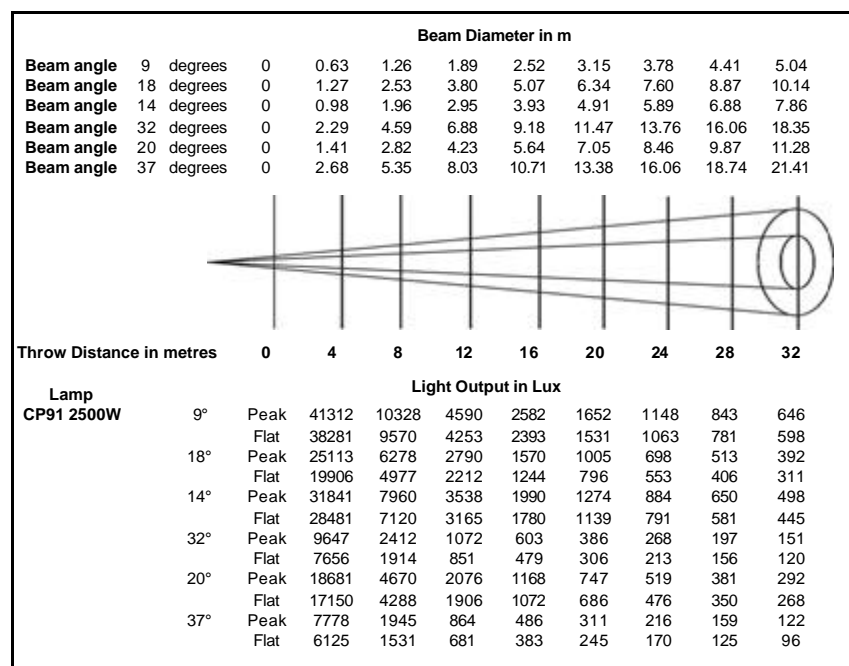 Beam Diameter in m
Beam angle 9 degrees 0 0.63 1.26 1.89 2.52 3.15 3.78 4.41 5.04
Beam angle 18 degrees 0 1.27 2.53 3.80 5.07 6.34 7.60 8.87 10.14
Beam angle 14 degrees 0 0.98 1.96 2.95 3.93 4.91 5.89 6.88 7.86
Beam angle 32 degrees 0 2.29 4.59 6.88 9.18 11.47 13.76 16.06 18.35
Beam angle 20 degrees 0 1.41 2.82 4.23 5.64 7.05 8.46 9.87 11.28
Beam angle 37 degrees 0 2.68 5.35 8.03 10.71 13.38 16.06 18.74 21.41
Throw Distance in metres 0 4 8 12 16 20 24 28 32
Light Output in Lux
Lamp
CP91 2500W 9° Peak 41312 10328 4590 2582 1652 1148 843 646
Flat 38281 9570 4253 2393 1531 1063 781 598
18° Peak 25113 6278 2790 1570 1005 698 513 392
Flat 19906 4977 2212 1244 796 553 406 311
14° Peak 31841 7960 3538 1990 1274 884 650 498
Flat 28481 7120 3165 1780 1139 791 581 445
32° Peak 9647 2412 1072 603 386 268 197 151
Flat 7656 1914 851 479 306 213 156 120
20° Peak 18681 4670 2076 1168 747 519 381 292
Flat 17150 4288 1906 1072 686 476 350 268
37° Peak 7778 1945 864 486 311 216 159 122
Flat 6125 1531 681 383 245 170 125 96